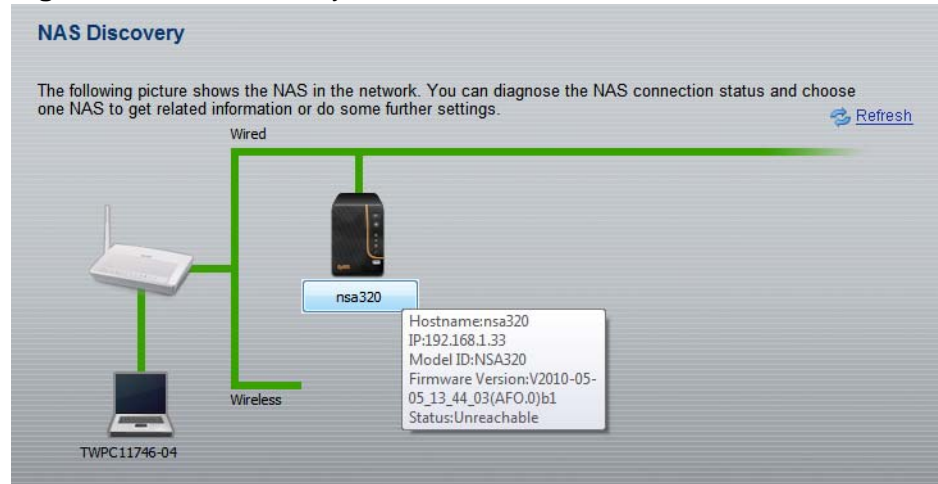 NAS Discovery
The following picture shows the NAS in the network. You can diagnose the NAS connection status and choose
one NAS to get related information or do some further settings.
Refresh
Wired
nsa320
Hostname:nsa320
IP:192.168.1.33
Model ID:NSA320
Firmware Version:V2010-05-
05_13_44_03(AFO.0)b1
Status:Unreachable
Wireless
TWPC11746-04